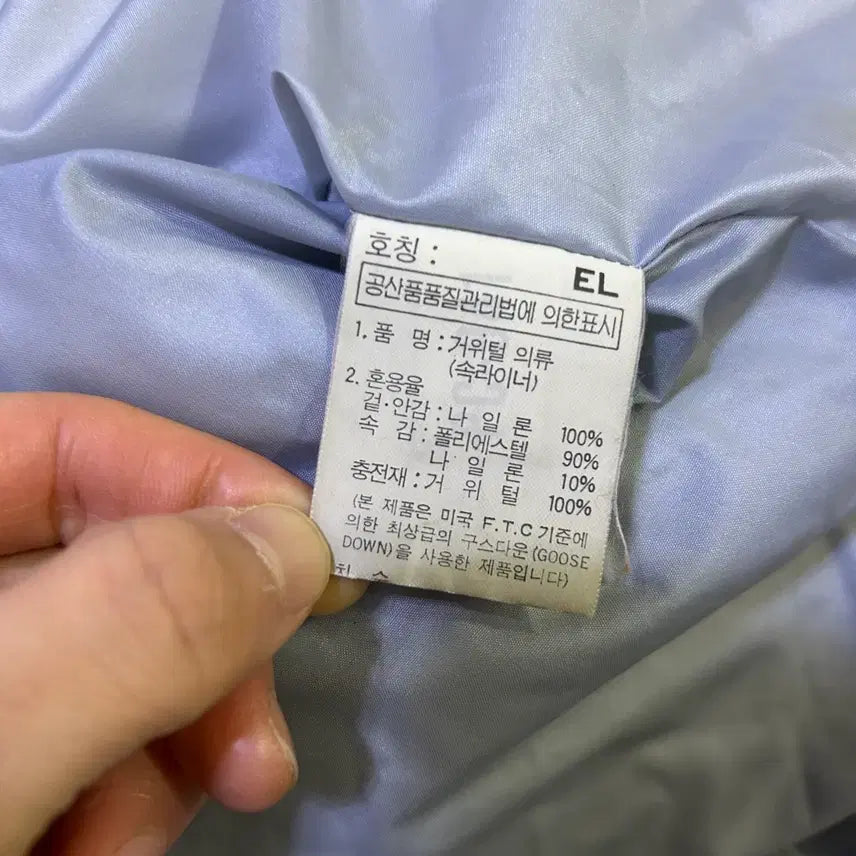 호칭 : EL
공산품품질관리법에 의한표시
1. 품 명 : 거위털 의류
(속라이너)
2. 혼용율
겉·안감 : 나 일 론 100%
속 감 : 폴리에스텔 90%
나 일 론 10%
충전재 : 거 위 털 100%
(본 제품은 미국 F.T.C 기준에
의한 최상급의 구스다운(GOOSE
DOWN)을 사용한 제품입니다)